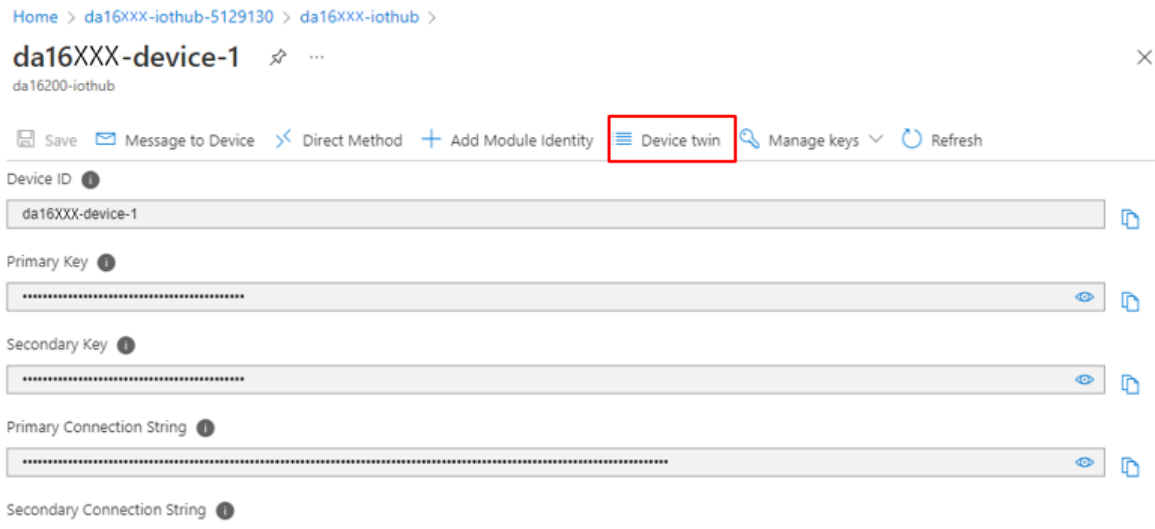 Home > da16XXX-iothub-5129130 > da16XXX-iothub >
da16XXX-device-1 ...
da16200-iothub
Save Message to Device Direct Method Add Module Identity Device twin Manage keys Refresh
Device ID
da16XXX-device-1
Primary Key
Secondary Key
Primary Connection String
Secondary Connection String